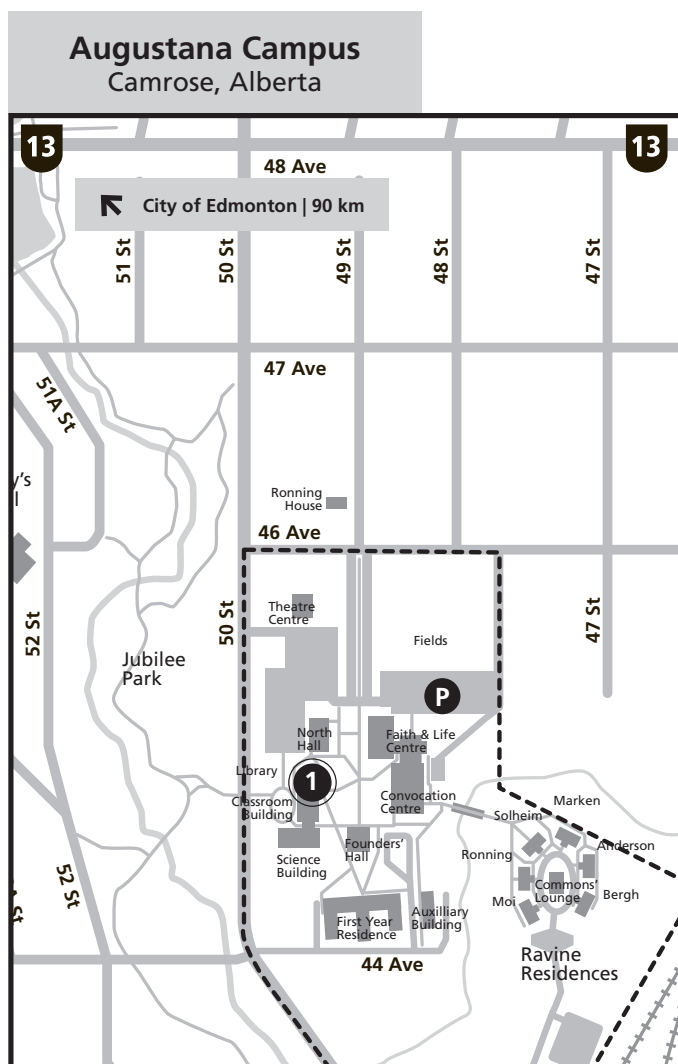 Augustana Campus
Camrose, Alberta
13
13
48 Ave
City of Edmonton | 90 km
51 St
50 St
49 St
48 St
47 St
47 Ave
51A St
Ronning
House
46 Ave
52 St
50 St
Theatre
Centre
Fields
47 St
Jubilee
Park
P
North
Hall
Faith & Life
Centre
Library
1
Classroom
Building
Convocation
Centre
Solheim
Marken
Science
Building
Founders'
Hall
Ronning
Anderson
52 St
Commons'
Lounge
Moi
Bergh
First Year
Residence
Auxilliary
Building
44 Ave
Ravine
Residences